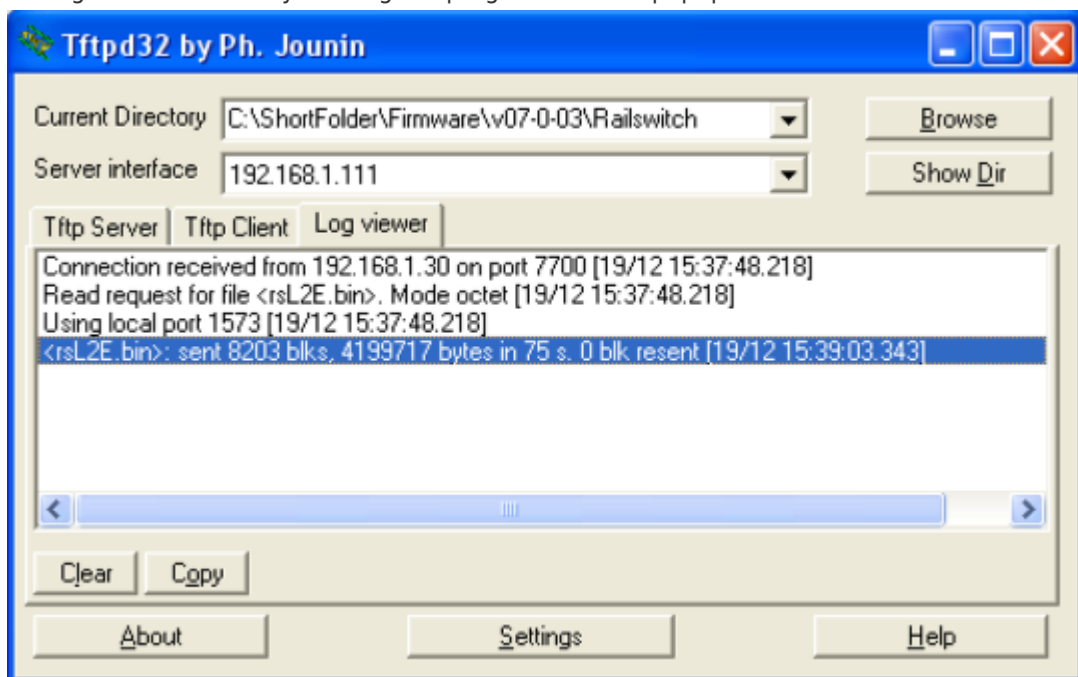 Tftpd32 by Ph. Jounin
Current Directory C:\ShortFolder\Firmware\v07-0-03\Railswitch Browse
Server interface 192.168.1.111 Show Dir
Tftp Server Tftp Client Log viewer
Connection received from 192.168.1.30 on port 7700 [19/12 15:37:48.218]
Read request for file <rsL2E.bin>. Mode octet [19/12 15:37:48.218]
Using local port 1573 [19/12 15:37:48.218]
<rsL2E.bin>: sent 8203 blks, 4199717 bytes in 75 s. 0 blk resent [19/12 15:39:03.343]
Clear Copy
About Settings Help